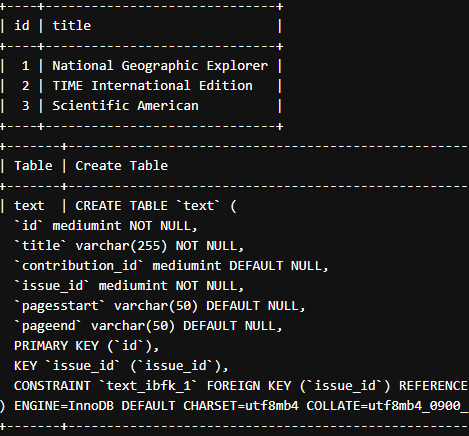 +----+-----------------------------+
| id | title                       |
+----+-----------------------------+
|  1 | National Geographic Explorer |
|  2 | TIME International Edition   |
|  3 | Scientific American          |
+----+-----------------------------+
+-------+--------------------------------------------------
| Table | Create Table
+-------+--------------------------------------------------
| text  | CREATE TABLE `text` (
  `id` mediumint NOT NULL,
  `title` varchar(255) NOT NULL,
  `contribution_id` mediumint DEFAULT NULL,
  `issue_id` mediumint NOT NULL,
  `pagesstart` varchar(50) DEFAULT NULL,
  `pageend` varchar(50) DEFAULT NULL,
  PRIMARY KEY (`id`),
  KEY `issue_id` (`issue_id`),
  CONSTRAINT `text_ibfk_1` FOREIGN KEY (`issue_id`) REFERENCE
) ENGINE=InnoDB DEFAULT CHARSET=utf8mb4 COLLATE=utf8mb4_0900_
+-------+--------------------------------------------------